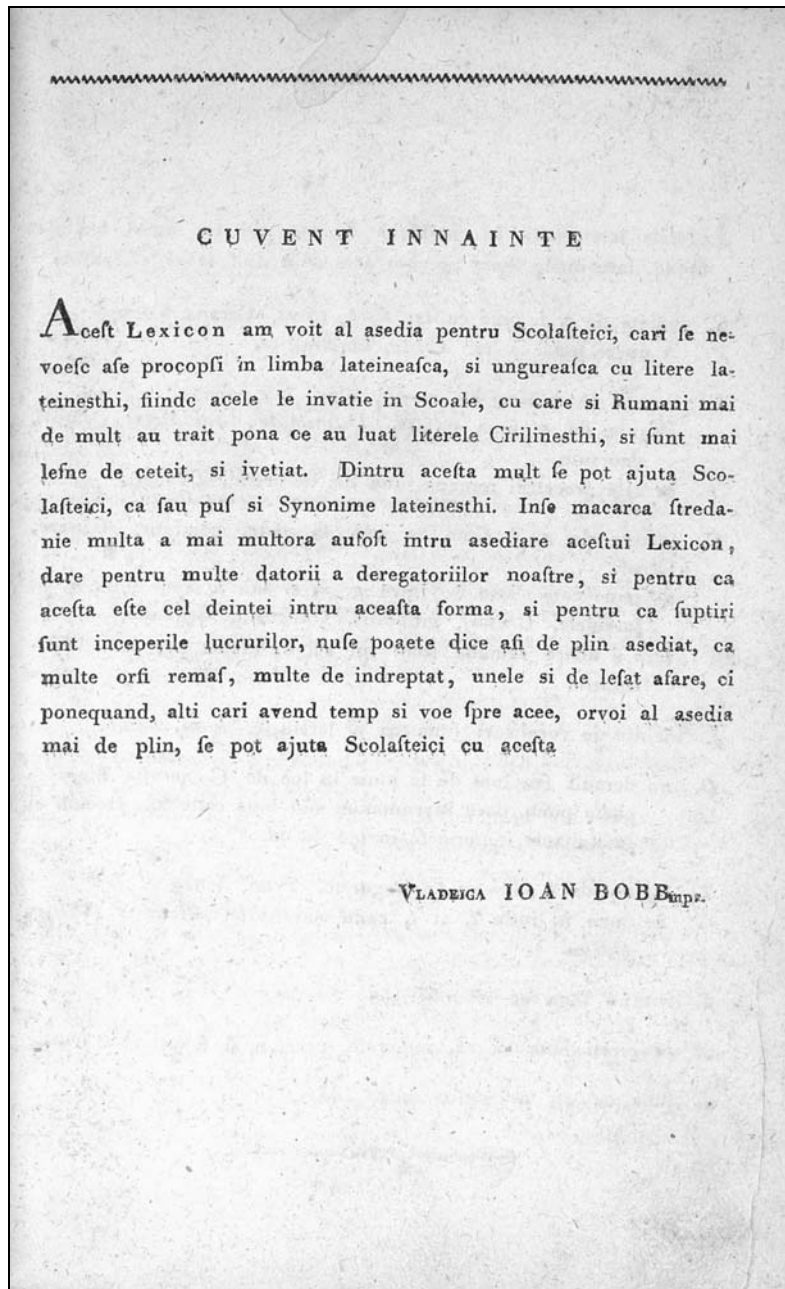 CUVENT INNAINTE
Aceſt Lexicon am voit al asedia pentru Scolaſteici, cari ſe ne-
voeſc aſe procopſi in limba lateineaſca, si ungureaſca cu litere la-
ţeinesthi, fiindc acele le invatie in Scoale, cu care si Rumani mai
de mult au trait pona ce au luat literele Cirilinesthi, si ſunt mai
leſne de ceteit, si ivetiat. Dintru aceſta mult ſe pot ajuta Sco-
laſteici, ca ſau puſ si Synonime lateinesthi. Inſe macarca ſtreda-
nie multa a mai multora aufoſt intru asediare aceſtui Lexicon,
dare pentru multe datorii a deregatoriilor noaſtre, si pentru ca
aceſta eſte cel deintei intru aceaſta forma, si pentru ca ſuptiri
ſunt inceperile lucrurilor, nuſe poaete dice aſi de plin asediat, ca
multe orſi remaſ, multe de indreptat, unele si de leſat afare, ci
ponequand, alti cari avend temp si voe ſpre acee, orvoi al asedia
mai de plin, ſe pot ajuta Scolaſteici cu aceſta
VLADEICA IOAN BOBB mpr.